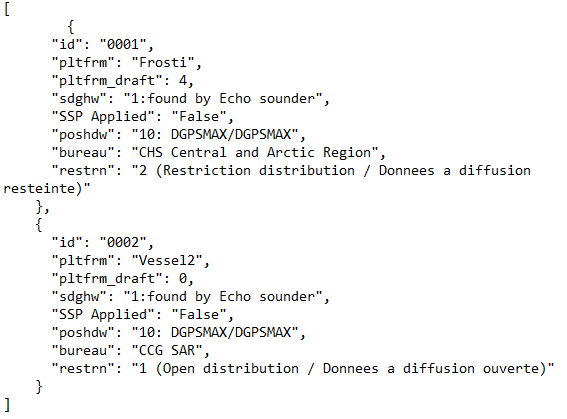 [
{
"id": "0001",
"pltfrm": "Frosti",
"pltfrm_draft": 4,
"sdghw": "1:found by Echo sounder",
"SSP Applied": "False",
"poshdw": "10: DGPSMAX/DGPSMAX",
"bureau": "CHS Central and Arctic Region",
"restrn": "2 (Restriction distribution / Donnees a diffusion
resteinte)"
},
{
"id": "0002",
"pltfrm": "Vessel2",
"pltfrm_draft": 0,
"sdghw": "1:found by Echo sounder",
"SSP Applied": "False",
"poshdw": "10: DGPSMAX/DGPSMAX",
"bureau": "CCG SAR",
"restrn": "1 (Open distribution / Donnees a diffusion ouverte)"
}
]